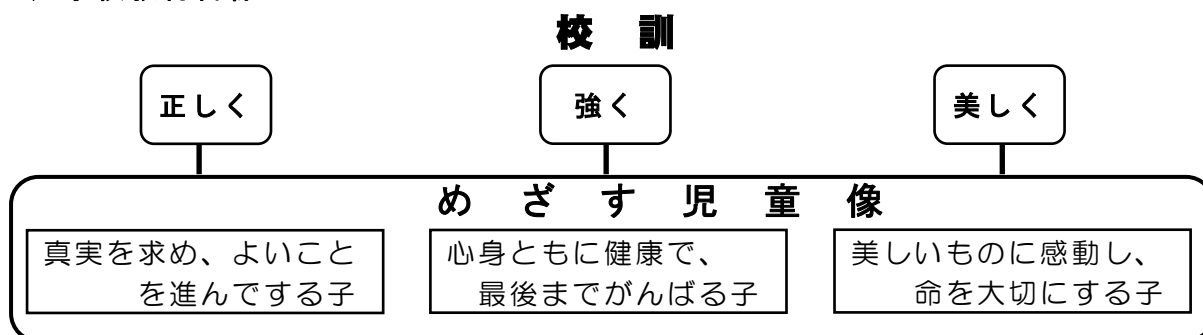 校 訓
正しく
強く
美しく
めざす児童像
真実を求め、よいこと
を進んでする子
心身ともに健康で、
最後までがんばる子
美しいものに感動し、
命を大切にする子